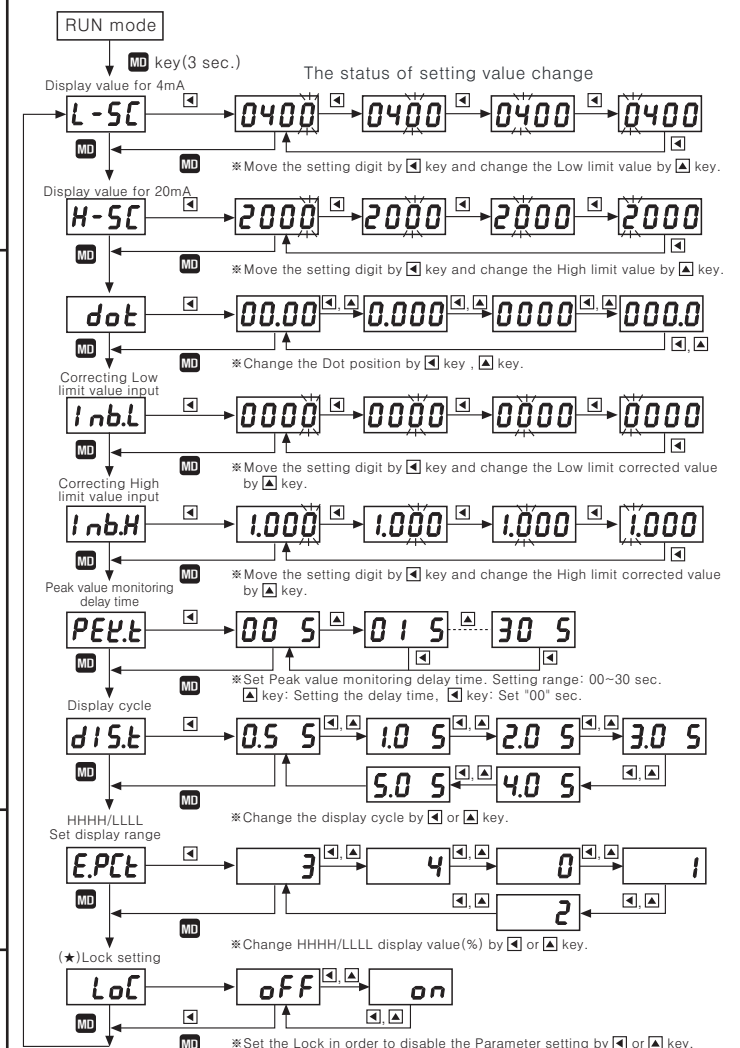 RUN mode
MD key(3 sec.)
The status of setting value change
Display value for 4mA
L-SC ◀ 0400 ◀ 0400 ◀ 0400 ◀ 0400
MD MD ◀
※Move the setting digit by ◀ key and change the Low limit value by ▲ key.
Display value for 20mA
H-SC ◀ 2000 ◀ 2000 ◀ 2000 ◀ 2000
MD MD ◀
※Move the setting digit by ◀ key and change the High limit value by ▲ key.
dot ◀ 00.00 ◀,▲ 0.000 ◀,▲ 0000 ◀,▲ 000.0
MD MD ◀,▲
※Change the Dot position by ◀ key , ▲ key.
Correcting Low
limit value input
Inb.L ◀ 0000 ◀ 0000 ◀ 0000 ◀ 0000
MD MD ◀
※Move the setting digit by ◀ key and change the Low limit corrected value
by ▲ key.
Correcting High
limit value input
Inb.H ◀ 1.000 ◀ 1.000 ◀ 1.000 ◀ 1.000
MD MD ◀
※Move the setting digit by ◀ key and change the High limit corrected value
by ▲ key.
Peak value monitoring
delay time
PEK.t ◀ 00 S ▲ 01 S ▲ 30 S
MD MD ◀ ◀
※Set Peak value monitoring delay time. Setting range: 00~30 sec.
▲ key: Setting the delay time, ◀ key: Set "00" sec.
Display cycle
dIS.t ◀ 0.5 S ◀,▲ 1.0 S ◀,▲ 2.0 S ◀,▲ 3.0 S
MD 5.0 S ◀,▲ 4.0 S ◀,▲
MD
※Change the display cycle by ◀ or ▲ key.
HHHH/LLLL
Set display range
E.PCt ◀ 3 ◀,▲ 4 ◀,▲ 0 ◀,▲ 1
MD ◀,▲ 2 ◀,▲
MD
※Change HHHH/LLLL display value(%) by ◀ or ▲ key.
(★)Lock setting
LoC oFF ◀,▲ on
MD ◀ ◀,▲
MD
※Set the Lock in order to disable the Parameter setting by ◀ or ▲ key.